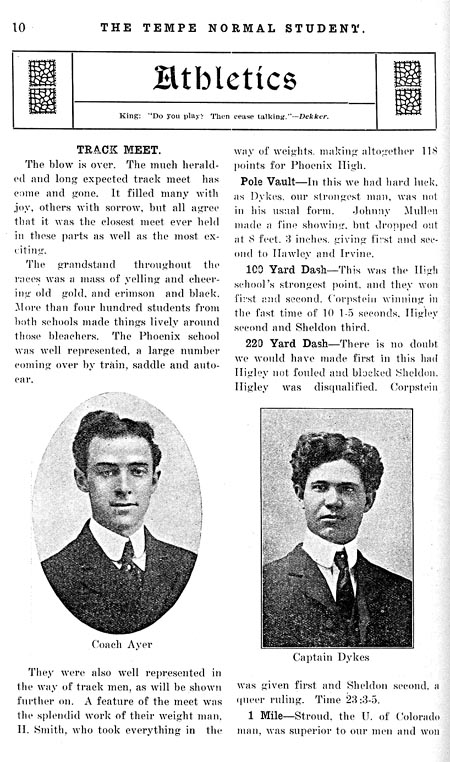 10 THE TEMPE NORMAL STUDENT.
Athletics
King: "Do you play? Then cease talking."—Dekker.
TRACK MEET.
The blow is over. The much herald-
ed and long expected track meet has
come and gone. It filled many with
joy, others with sorrow, but all agree
that it was the closest meet ever held
in these parts as well as the most ex-
citing.
The grandstand throughout the
races was a mass of yelling and cheer-
ing old gold, and crimson and black.
More than four hundred students from
both schools made things lively around
those bleachers. The Phoenix school
was well represented, a large number
coming over by train, saddle and auto-
car.
Coach Ayer
They were also well represented in
the way of track men, as will be shown
further on. A feature of the meet was
the splendid work of their weight man,
H. Smith, who took everything in the
way of weights, making altogether 118
points for Phoenix High.
Pole Vault—In this we had hard luck,
as Dykes, our strongest man, was not
in his usual form. Johnny Mullen
made a fine showing, but dropped out
at 8 feet, 3 inches, giving first and sec-
ond to Hawley and Irvine.
100 Yard Dash—This was the High
school's strongest point, and they won
first and second, Corpstein winning in
the fast time of 10 1-5 seconds, Higley
second and Sheldon third.
220 Yard Dash—There is no doubt
we would have made first in this had
Higley not fouled and blocked Sheldon.
Higley was disqualified. Corpstein
Captain Dykes
was given first and Sheldon second, a
queer ruling. Time 23:3-5.
1 Mile—Stroud, the U. of Colorado
man, was superior to our men and won